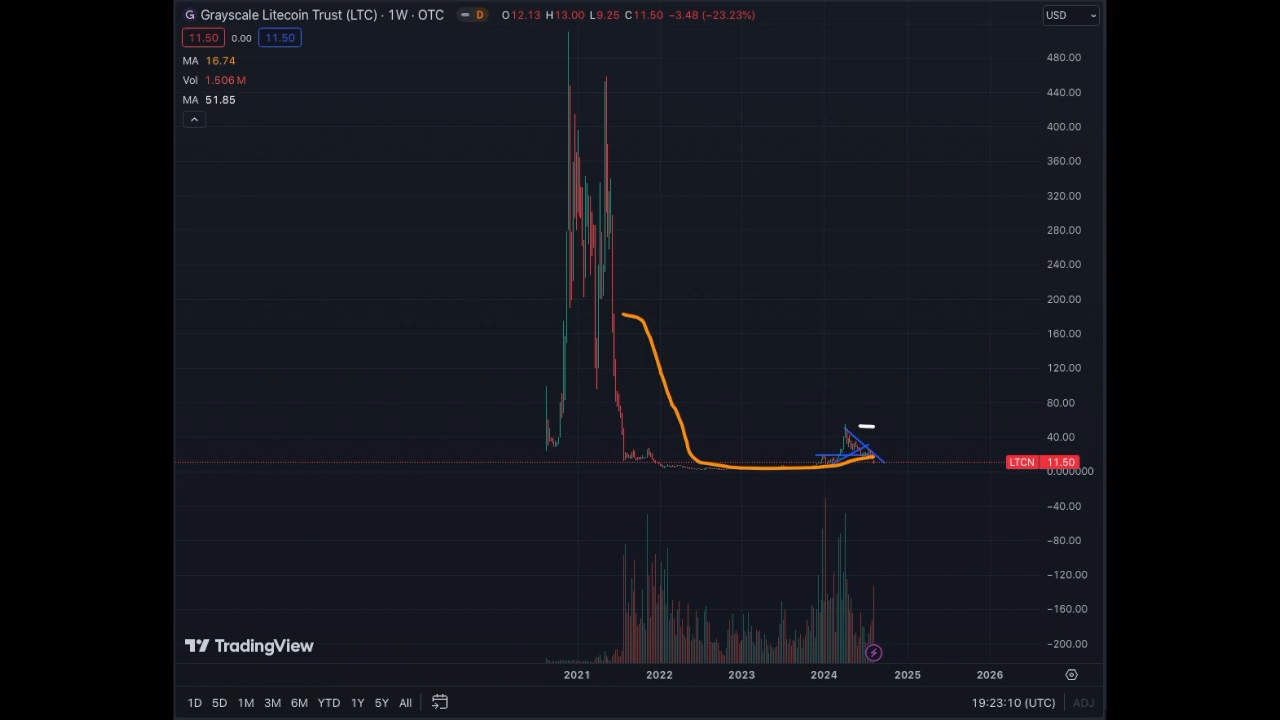 G Grayscale Litecoin Trust (LTC) · 1W · OTC D O12.13 H13.00 L9.25 C11.50 −3.48 (−23.23%) USD
11.50 0.00 11.50
MA 16.74
Vol 1.506 M
MA 51.85
480.00
440.00
400.00
360.00
320.00
280.00
240.00
200.00
160.00
120.00
80.00
40.00
LTCN 11.50
0.000000
−40.00
−80.00
−120.00
−160.00
−200.00
TradingView
2021 2022 2023 2024 2025 2026
1D 5D 1M 3M 6M YTD 1Y 5Y All 19:23:10 (UTC) ADJ